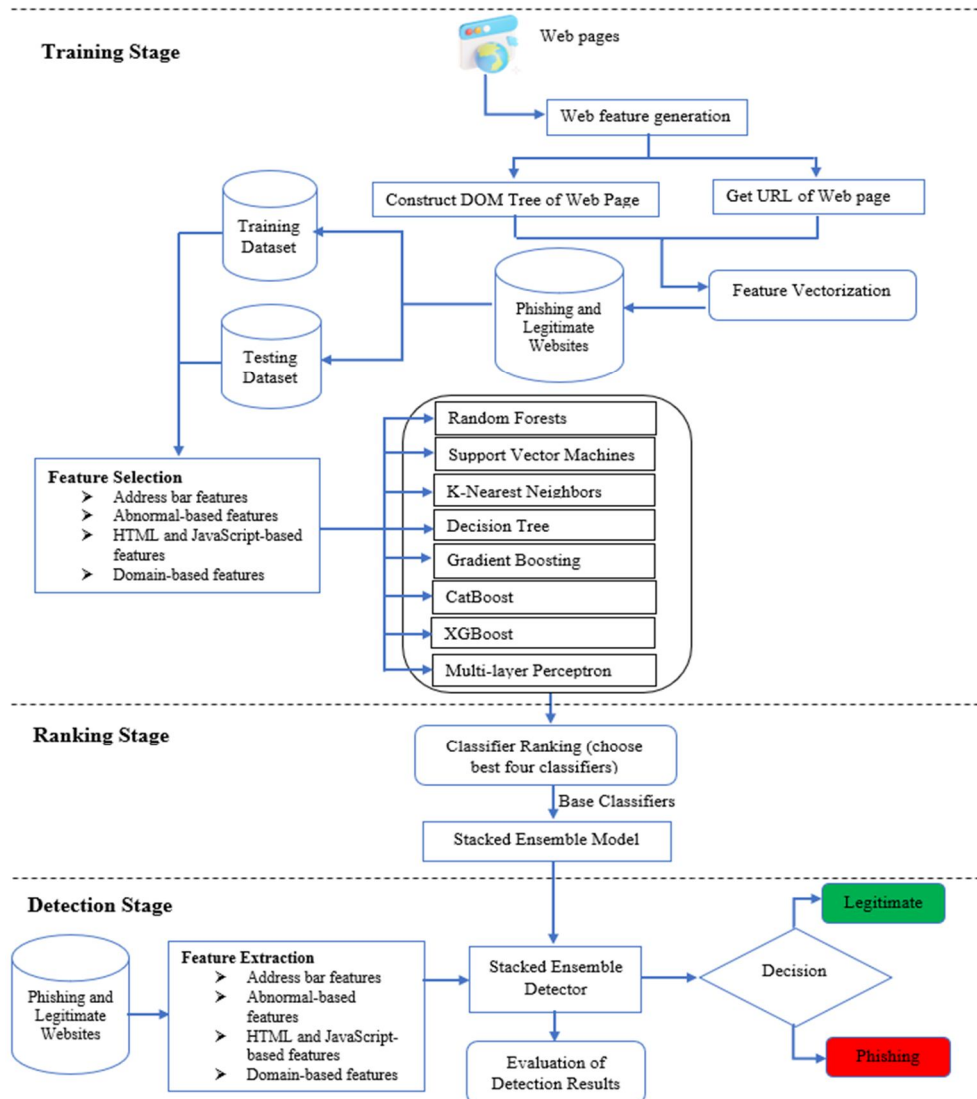 Training Stage
Web pages
Web feature generation
Construct DOM Tree of Web Page
Get URL of Web page
Training
Dataset
Feature Vectorization
Phishing and
Legitimate
Websites
Testing
Dataset
Feature Selection
➤ Address bar features
➤ Abnormal-based features
➤ HTML and JavaScript-based
features
➤ Domain-based features
Random Forests
Support Vector Machines
K-Nearest Neighbors
Decision Tree
Gradient Boosting
CatBoost
XGBoost
Multi-layer Perceptron
Ranking Stage
Classifier Ranking (choose
best four classifiers)
Base Classifiers
Stacked Ensemble Model
Detection Stage
Phishing and
Legitimate
Websites
Feature Extraction
➤ Address bar features
➤ Abnormal-based
features
➤ HTML and JavaScript-
based features
➤ Domain-based features
Stacked Ensemble
Detector
Evaluation of
Detection Results
Decision
Legitimate
Phishing